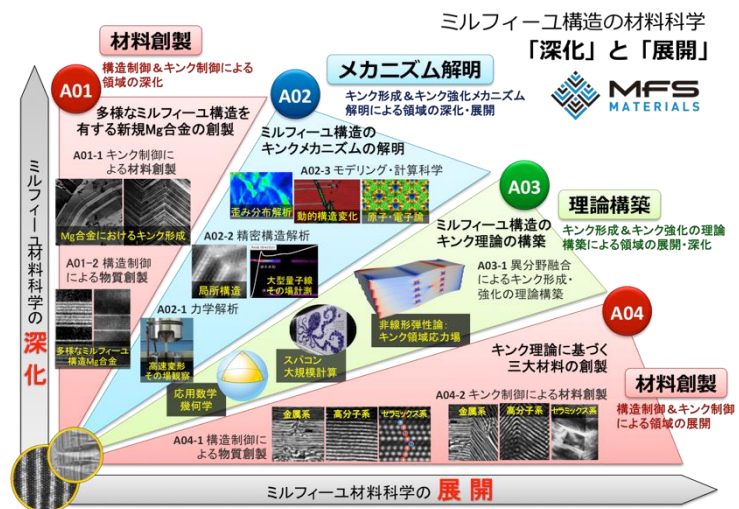 ミルフィーユ構造の材料科学
「深化」と「展開」
MFS
MATERIALS
材料創製
構造制御&キンク制御による
領域の深化
A01
多様なミルフィーユ構造を
有する新規Mg合金の創製
A01-1 キンク制御に
よる材料創製
Mg合金におけるキンク形成
A01-2 構造制御
による物質創製
多様なミルフィーユ
構造Mg合金
メカニズム解明
キンク形成&キンク強化メカニズム
解明による領域の深化・展開
A02
ミルフィーユ構造の
キンクメカニズムの解明
A02-3 モデリング・計算科学
歪み分布解析
動的構造変化
原子・電子論
A02-2 精密構造解析
局所構造
大型量子線
その場計測
A02-1 力学解析
高速変形
その場観察
A03
理論構築
キンク形成&キンク強化の理論
構築による領域の展開・深化
ミルフィーユ構造の
キンク理論の構築
A03-1 異分野融合
によるキンク形成・
強化の理論構築
非線形弾性論:
キンク領域応力場
スパコン
大規模計算
応用数学
幾何学
A04
材料創製
構造制御&キンク制御
による領域の展開
キンク理論に基づく
三大材料の創製
A04-2 キンク制御による材料創製
金属系
高分子系
セラミックス系
A04-1 構造制御に
よる物質創製
金属系
高分子系
セラミックス系
ミルフィーユ材料科学の
深化
ミルフィーユ材料科学の 展開